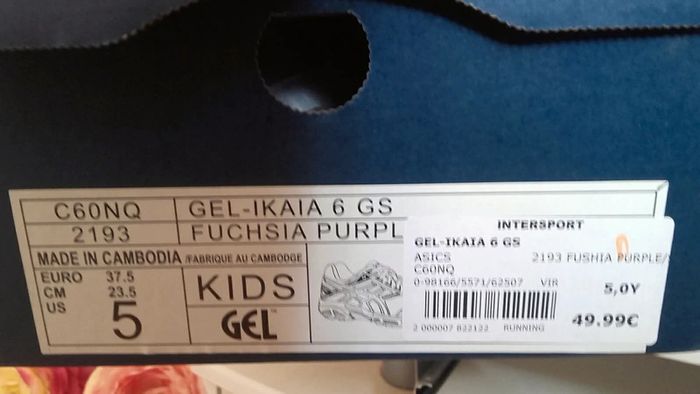 C60NQ GEL-IKAIA 6 GS
2193 FUCHSIA PURPL
MADE IN CAMBODIA /FABRIQUE AU CAMBODGE
EURO 37.5
CM 23.5
US 5
KIDS
GEL
INTERSPORT
GEL-IKAIA 6 GS
ASICS 2193 FUSHIA PURPLE/
C60NQ
0-98166/5571/62507 VIR
5,0Y
2 000007 822122 RUNNING
49.99€